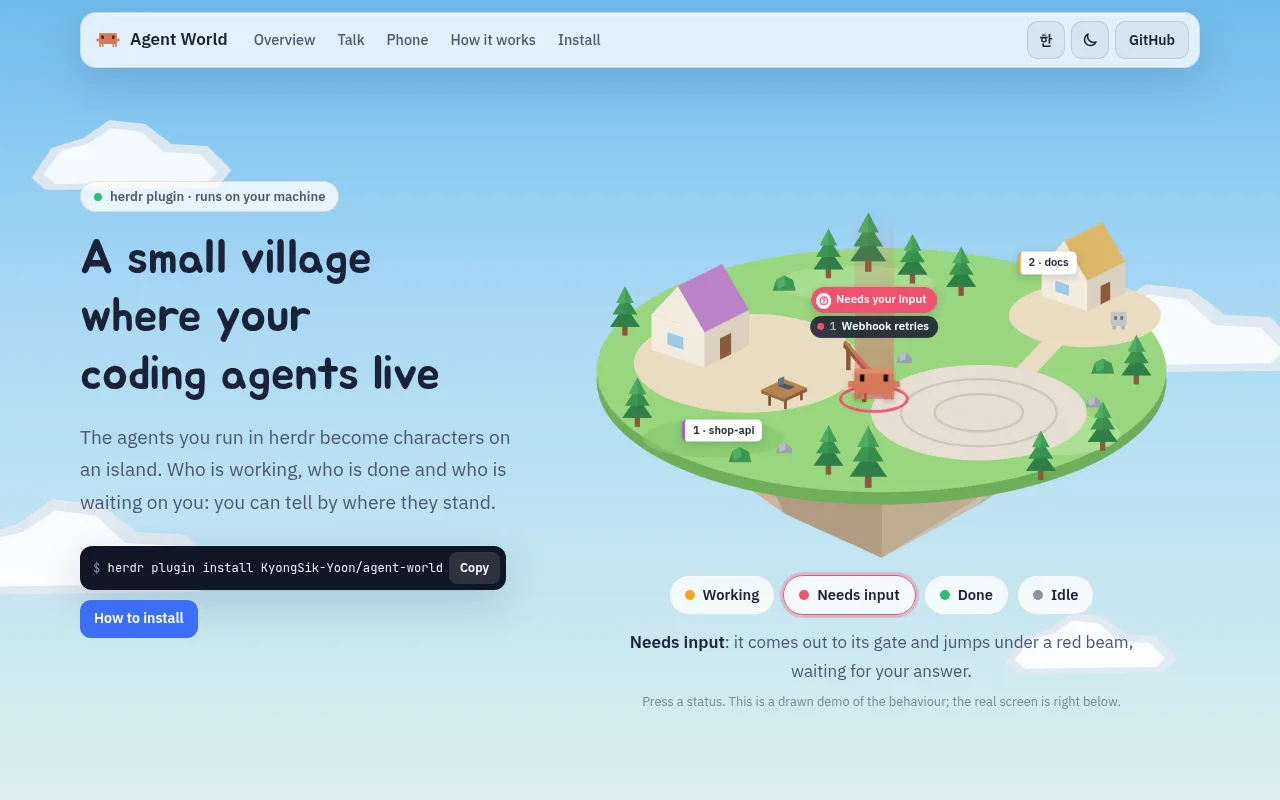 Agent World
Overview
Talk
Phone
How it works
Install
한
GitHub
herdr plugin · runs on your machine
A small village
where your
coding agents live
The agents you run in herdr become characters on
an island. Who is working, who is done and who is
waiting on you: you can tell by where they stand.
$ herdr plugin install KyongSik-Yoon/agent-world
Copy
How to install
2 · docs
Needs your input
1 Webhook retries
1 · shop-api
Working
Needs input
Done
Idle
Needs input: it comes out to its gate and jumps under a red beam,
waiting for your answer.
Press a status. This is a drawn demo of the behaviour; the real screen is right below.